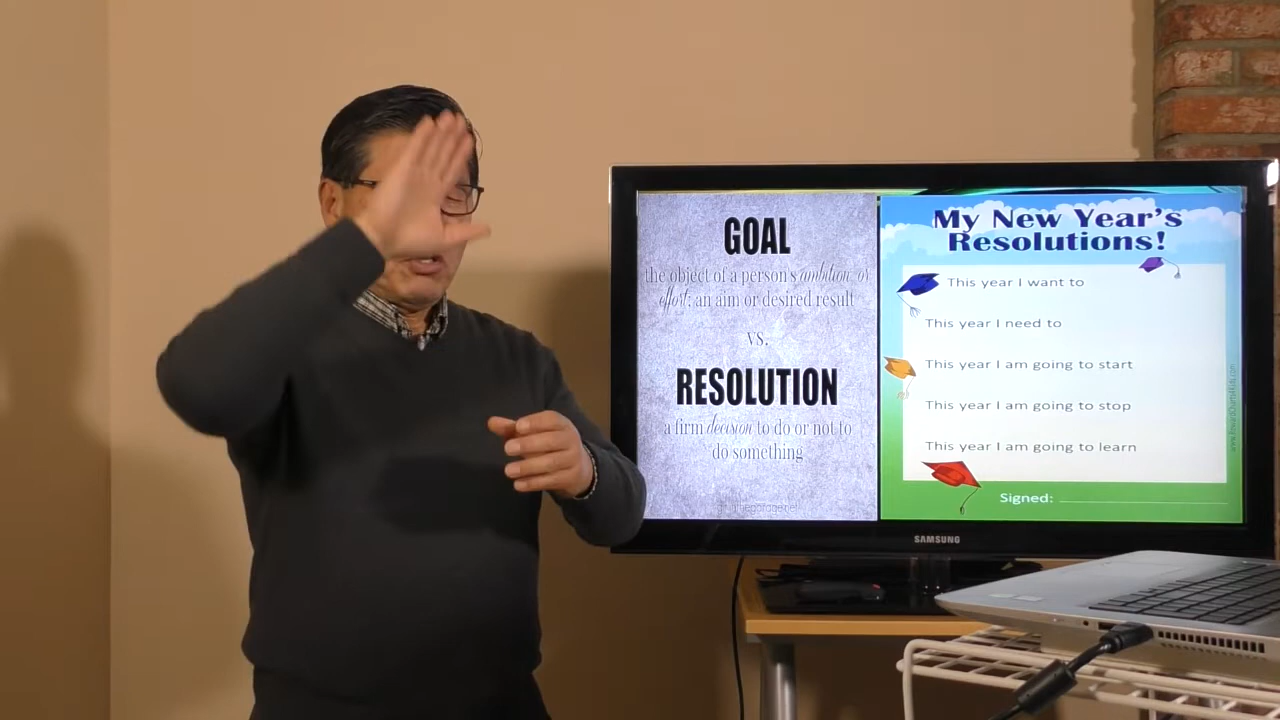 GOAL
the object of a person's ambition or
effort; an aim or desired result
vs.
RESOLUTION
a firm decision to do or not to
do something
My New Year's
Resolutions!
This year I want to
This year I need to
This year I am going to start
This year I am going to stop
This year I am going to learn
Signed:
SAMSUNG